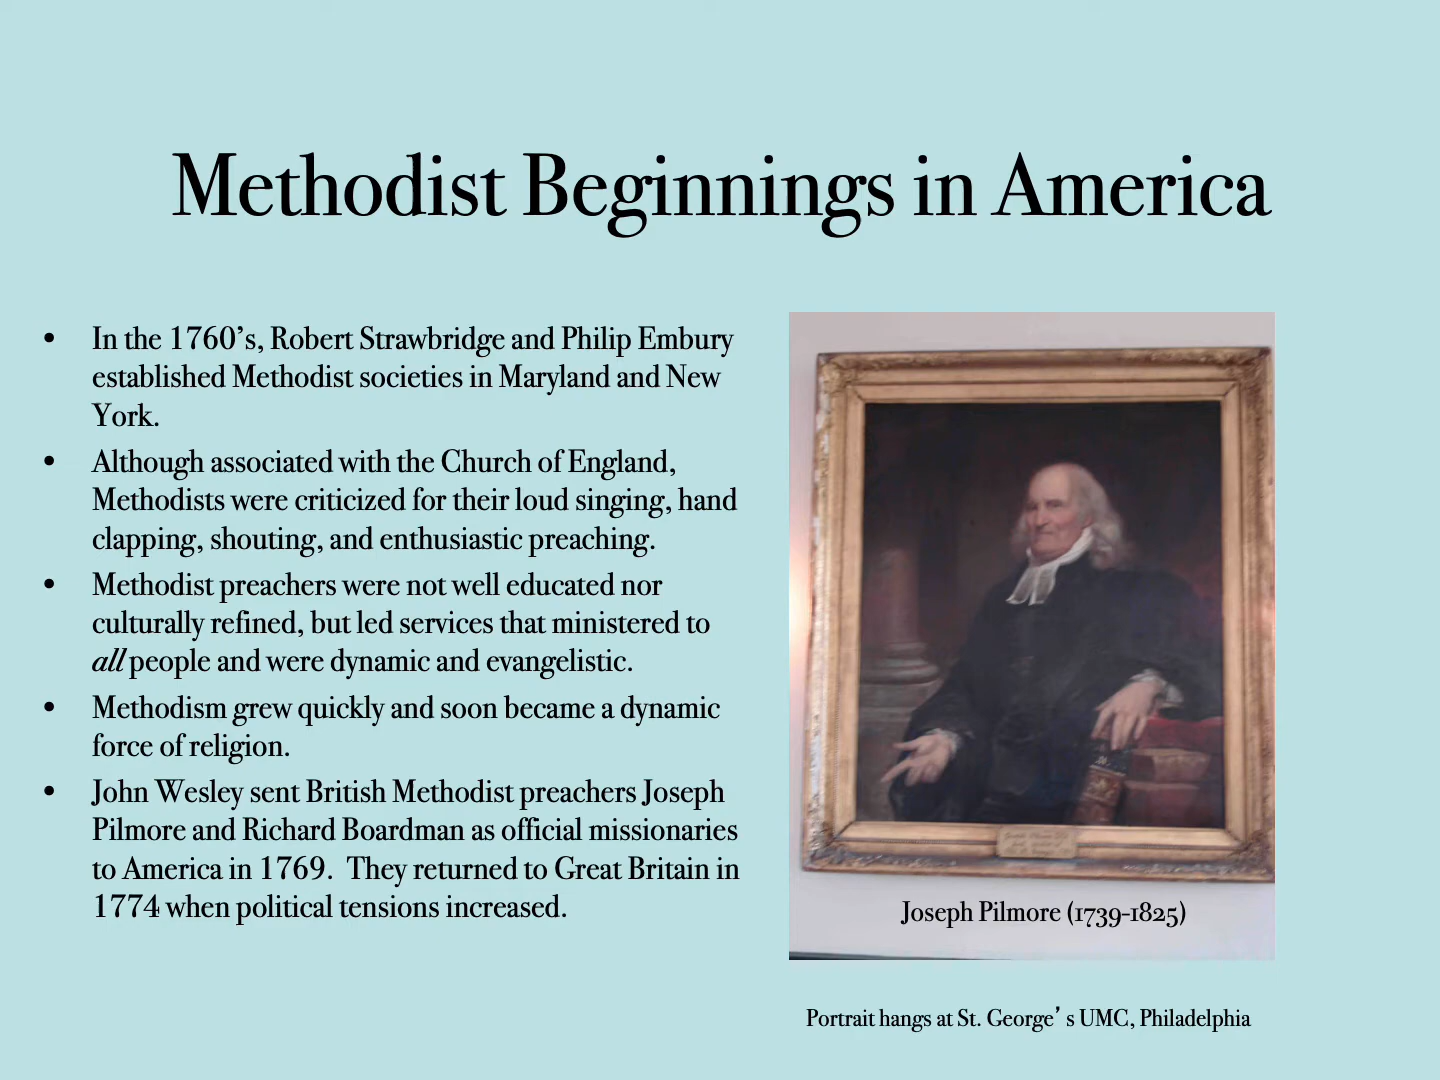 Methodist Beginnings in America
• In the 1760’s, Robert Strawbridge and Philip Embury
established Methodist societies in Maryland and New
York.
• Although associated with the Church of England,
Methodists were criticized for their loud singing, hand
clapping, shouting, and enthusiastic preaching.
• Methodist preachers were not well educated nor
culturally refined, but led services that ministered to
all people and were dynamic and evangelistic.
• Methodism grew quickly and soon became a dynamic
force of religion.
• John Wesley sent British Methodist preachers Joseph
Pilmore and Richard Boardman as official missionaries
to America in 1769.  They returned to Great Britain in
1774 when political tensions increased.
Joseph Pilmore (1739-1825)
Portrait hangs at St. George’ s UMC, Philadelphia